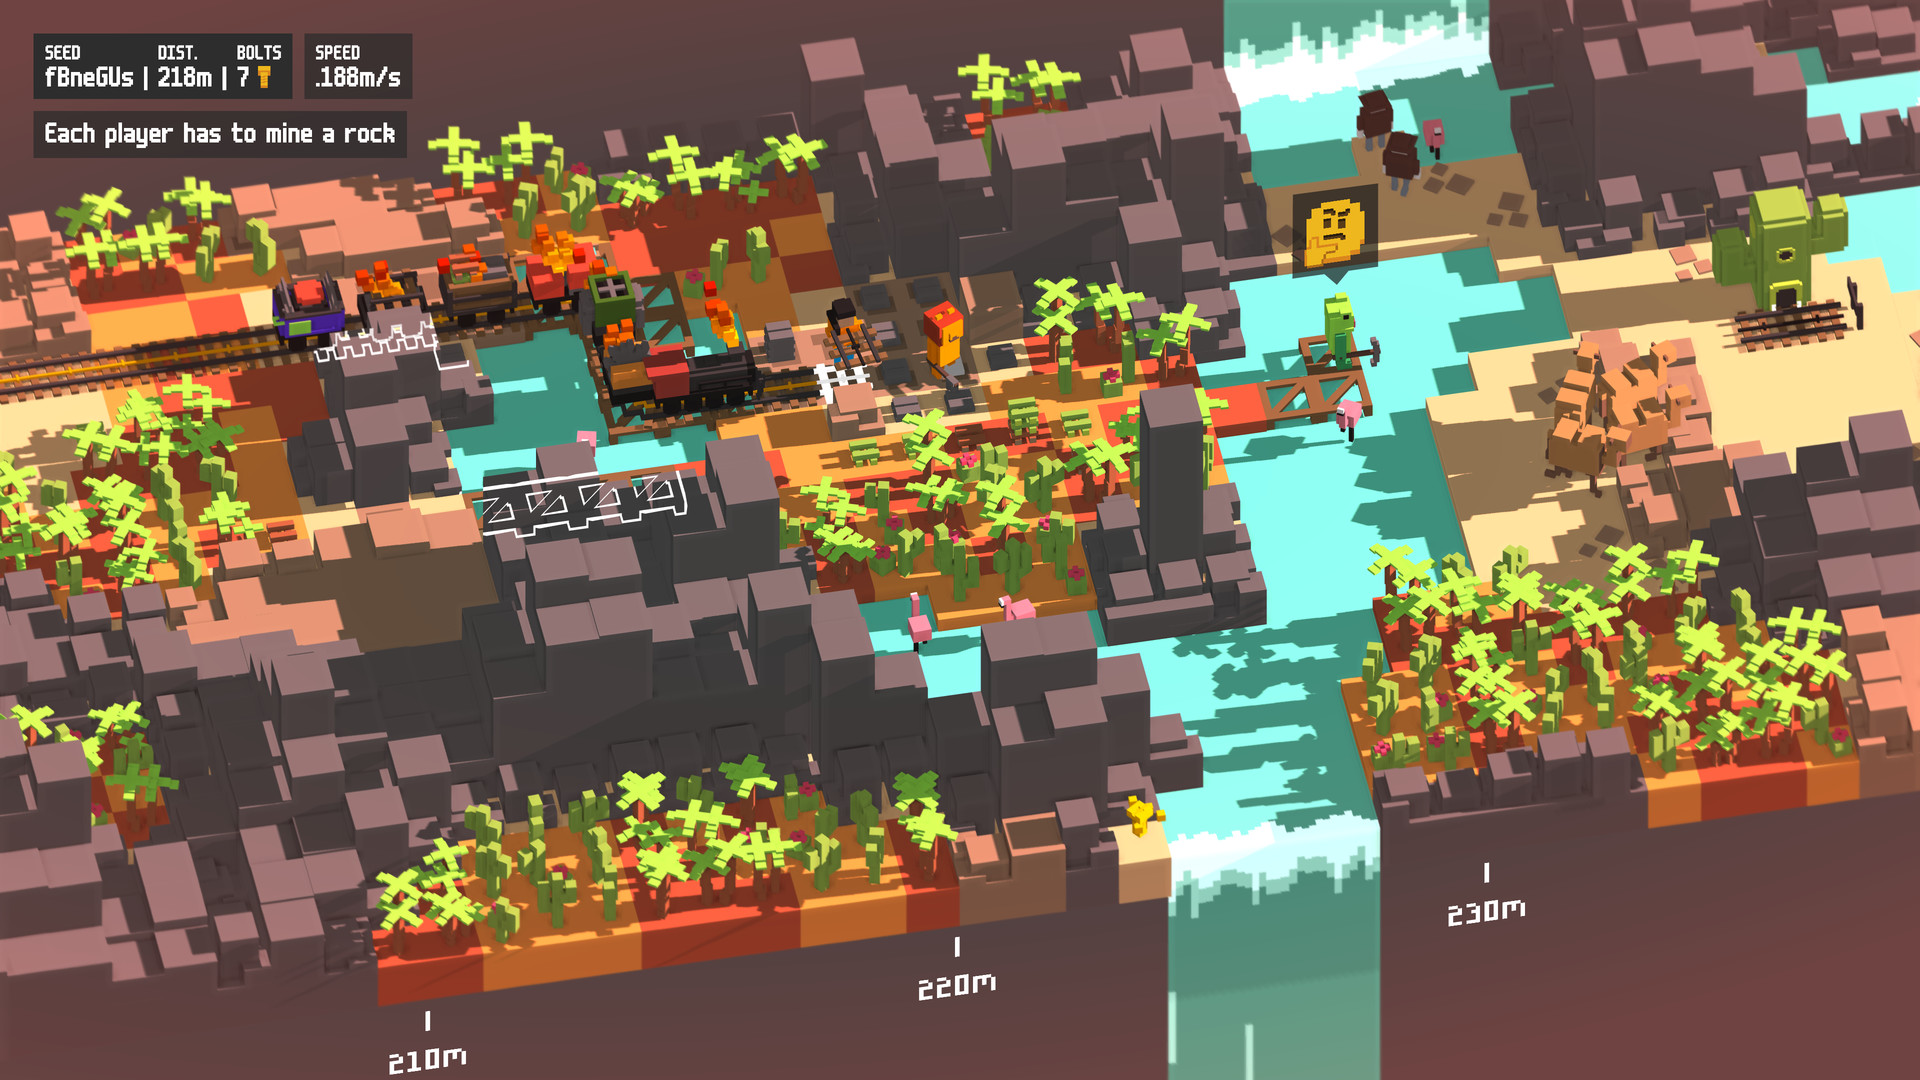 SEED DIST. BOLTS
fBneGUs | 218m | 7
SPEED
.188m/s
Each player has to mine a rock
210m
220m
230m